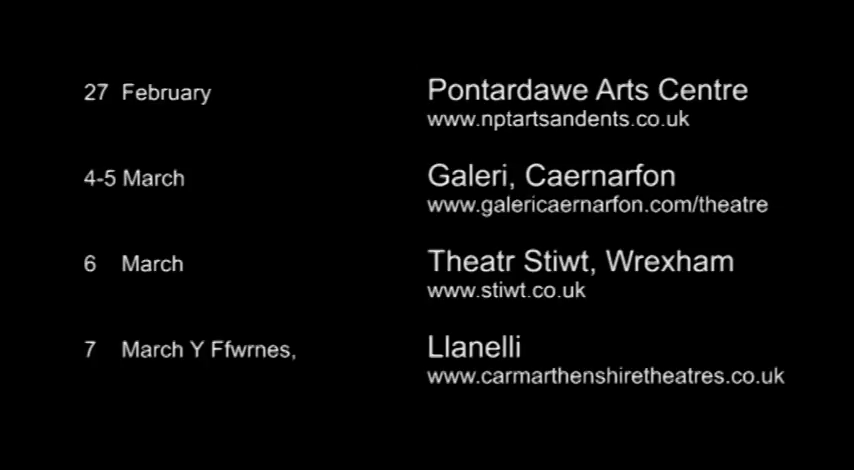 27 February Pontardawe Arts Centre
www.nptartsandents.co.uk
4-5 March Galeri, Caernarfon
www.galericaernarfon.com/theatre
6 March Theatr Stiwt, Wrexham
www.stiwt.co.uk
7 March Y Ffwrnes, Llanelli
www.carmarthenshiretheatres.co.uk